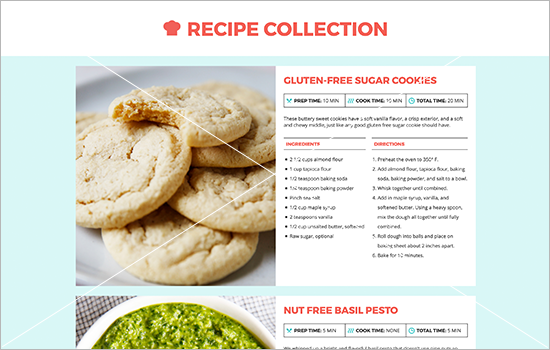 RECIPE COLLECTION
GLUTEN-FREE SUGAR COOKIES
PREP TIME: 10 MIN
COOK TIME: 10 MIN
TOTAL TIME: 20 MIN
These buttery sweet cookies have a soft vanilla flavor, a crisp exterior, and a soft
and chewy middle, just like any good gluten free sugar cookie should have.
INGREDIENTS
2 1/2 cups almond flour
1 cup tapioca flour
1/2 teaspoon baking soda
1/4 teaspoon baking powder
Pinch sea salt
1/2 cup maple syrup
2 teaspoons vanilla
1/2 cup unsalted butter, softened
Raw sugar, optional
DIRECTIONS
1. Preheat the oven to 350° F.
2. Add almond flour, tapioca flour, baking
soda, baking powder, and salt to a bowl.
3. Whisk together until combined.
4. Add in maple syrup, vanilla, and
softened butter. Using a heavy spoon,
mix the dough all together until fully
combined.
5. Roll dough into balls and place on
baking sheet about 2 inches apart.
6. Bake for 10 minutes.
NUT FREE BASIL PESTO
PREP TIME: 5 MIN
COOK TIME: NONE
TOTAL TIME: 5 MIN